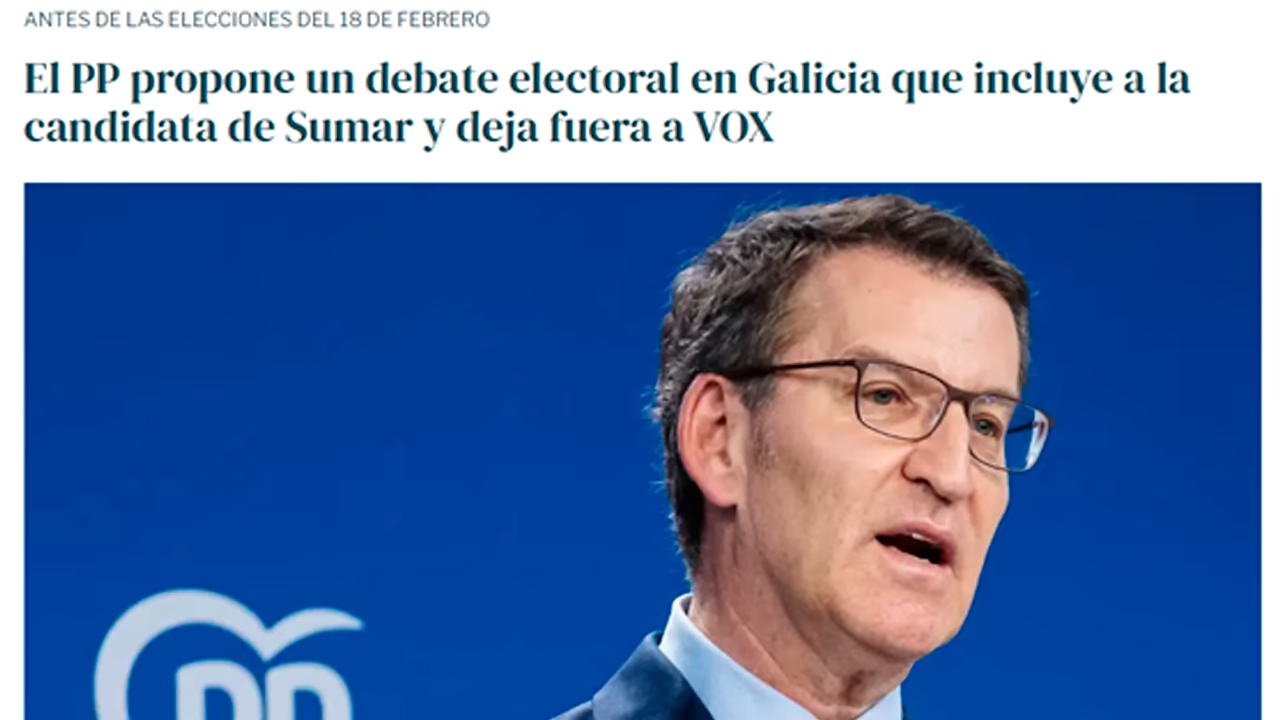 ANTES DE LAS ELECCIONES DEL 18 DE FEBRERO
El PP propone un debate electoral en Galicia que incluye a la
candidata de Sumar y deja fuera a VOX
PP